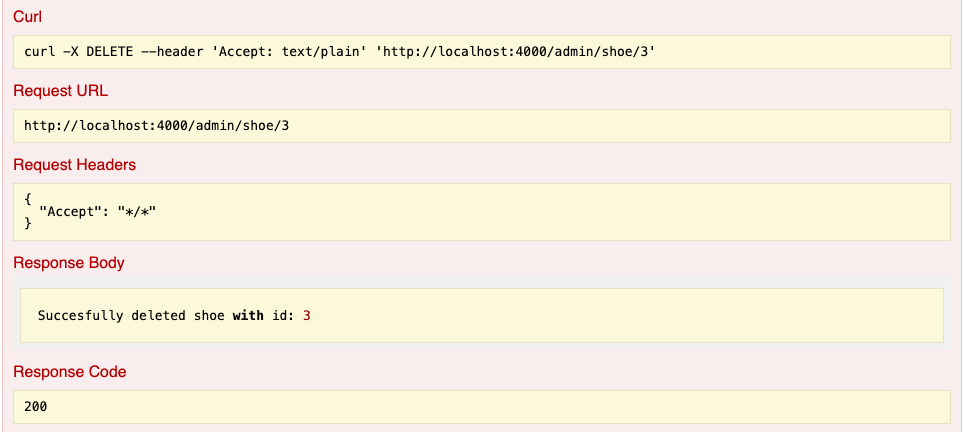 Curl
curl -X DELETE --header 'Accept: text/plain' 'http://localhost:4000/admin/shoe/3'
Request URL
http://localhost:4000/admin/shoe/3
Request Headers
{
  "Accept": "*/*"
}
Response Body
Succesfully deleted shoe with id: 3
Response Code
200